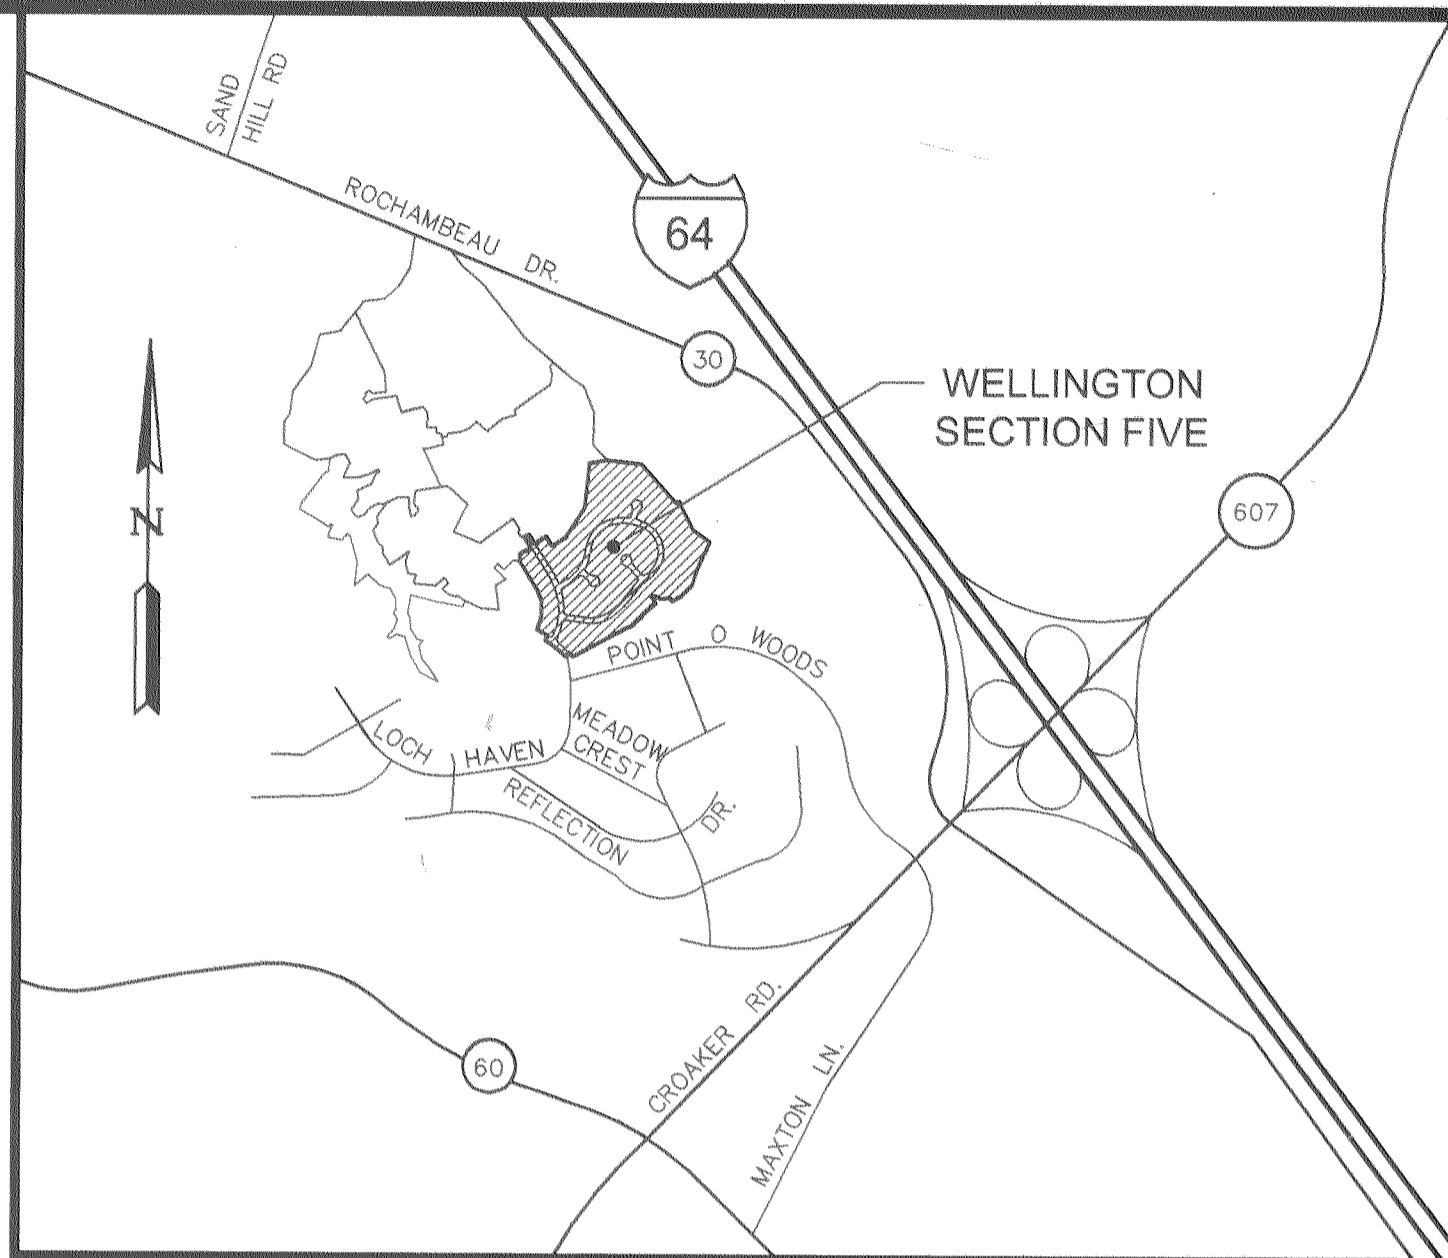 SAND
HILL RD
ROCHAMBEAU DR.
64
30
WELLINGTON
SECTION FIVE
607
N
POINT O WOODS
MEADOW
CREST
LOCH HAVEN
REFLECTION DR.
60
CROAKER RD.
MAXTON LN.